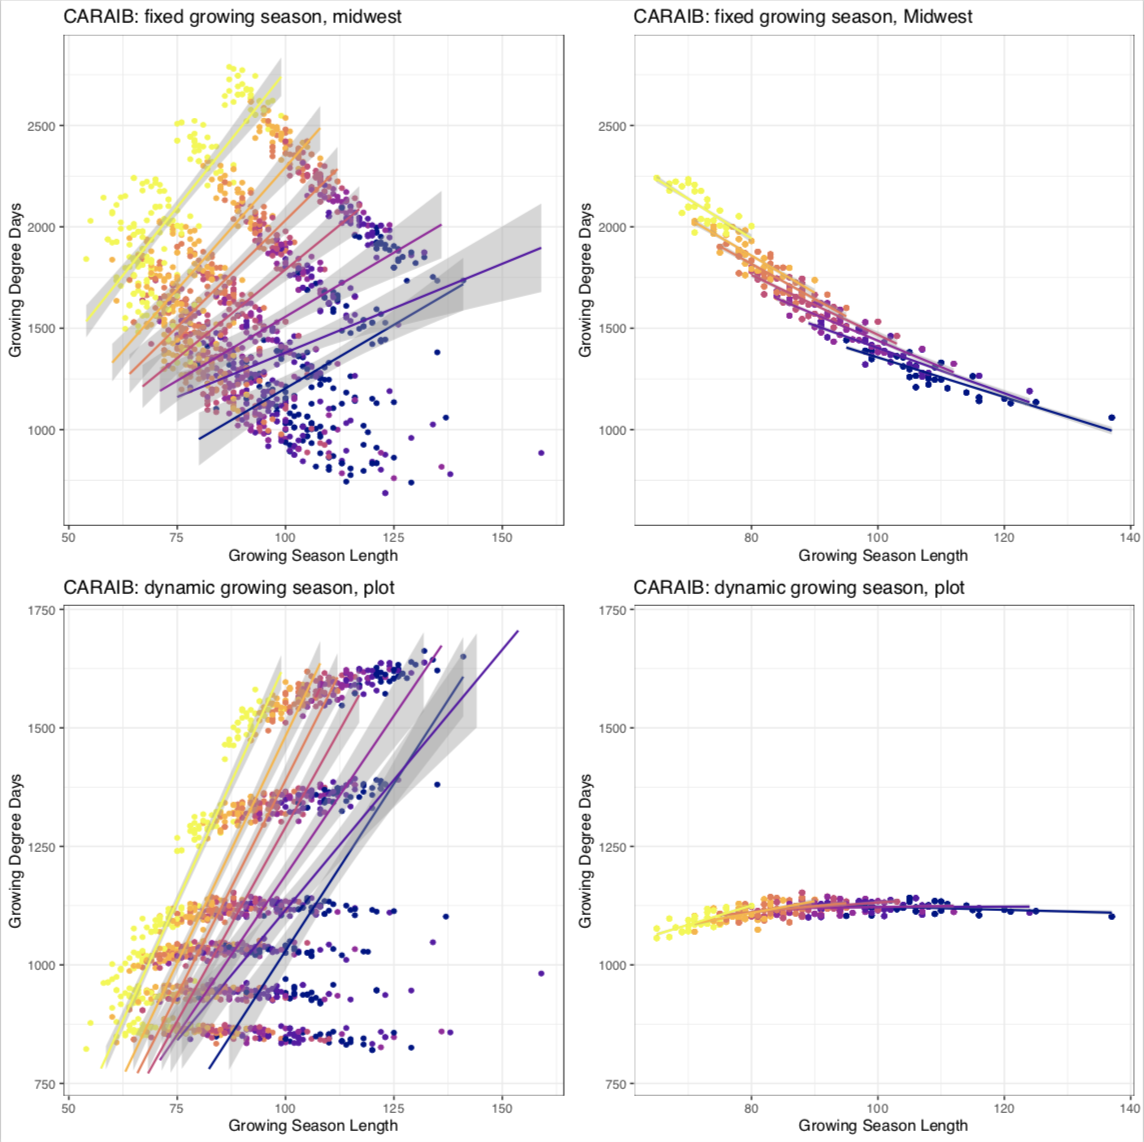 CARAIB: fixed growing season, midwest
Growing Degree Days
2500
2000
1500
1000
50 75 100 125 150
Growing Season Length
CARAIB: fixed growing season, Midwest
Growing Degree Days
2500
2000
1500
1000
80 100 120 140
Growing Season Length
CARAIB: dynamic growing season, plot
Growing Degree Days
1750
1500
1250
1000
750
50 75 100 125 150
Growing Season Length
CARAIB: dynamic growing season, plot
Growing Degree Days
1750
1500
1250
1000
750
80 100 120 140
Growing Season Length